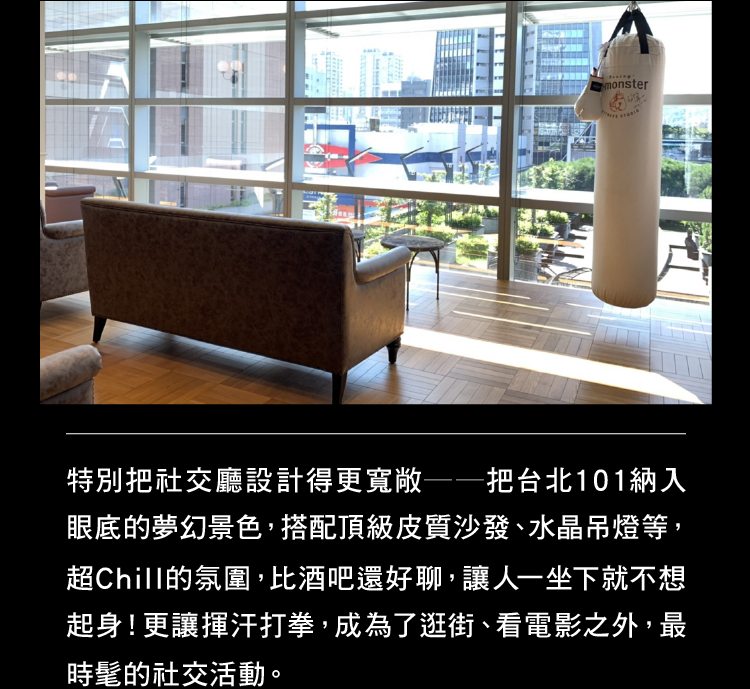 monster
特別把社交廳設計得更寬敞──把台北101納入
眼底的夢幻景色，搭配頂級皮質沙發、水晶吊燈等，
超Chill的氛圍，比酒吧還好聊，讓人一坐下就不想
起身！更讓揮汗打拳，成為了逛街、看電影之外，最
時髦的社交活動。